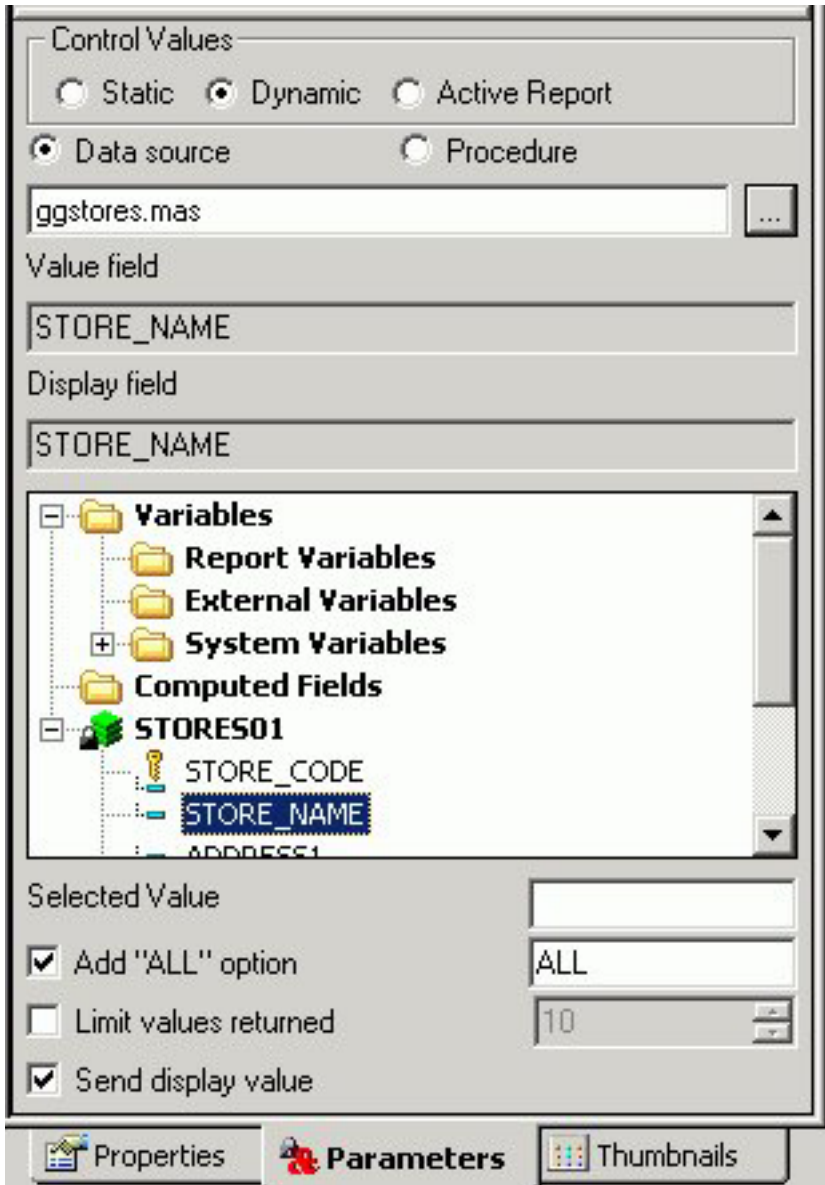 Control Values
Static Dynamic Active Report
Data source Procedure
ggstores.mas ...
Value field
STORE_NAME
Display field
STORE_NAME
Variables
Report Variables
External Variables
System Variables
Computed Fields
STORES01
STORE_CODE
STORE_NAME
ADDRESS1
Selected Value
Add "ALL" option ALL
Limit values returned 10
Send display value
Properties Parameters Thumbnails